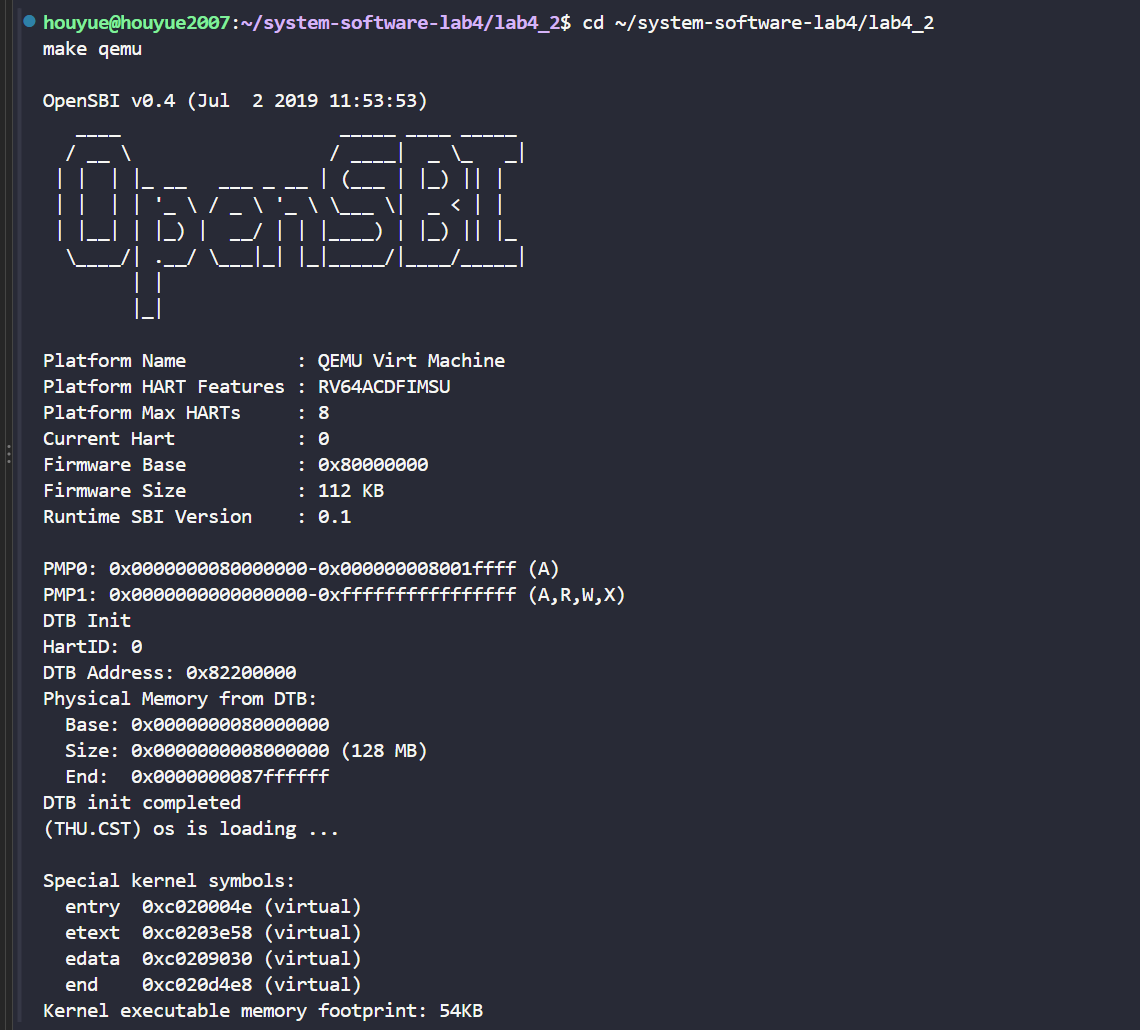 houyue@houyue2007:~/system-software-lab4/lab4_2$ cd ~/system-software-lab4/lab4_2
make qemu

OpenSBI v0.4 (Jul  2 2019 11:53:53)
   ____                    _____ ____ _____
  / __ \                  / ____|  _ \_   _|
 | |  | |_ __   ___ _ __ | (___ | |_) || |
 | |  | | '_ \ / _ \ '_ \ \___ \|  _ < | |
 | |__| | |_) |  __/ | | |____) | |_) || |_
  \____/| .__/ \___|_| |_|_____/|____/_____|
        | |
        |_|

Platform Name          : QEMU Virt Machine
Platform HART Features : RV64ACDFIMSU
Platform Max HARTs     : 8
Current Hart           : 0
Firmware Base          : 0x80000000
Firmware Size          : 112 KB
Runtime SBI Version    : 0.1

PMP0: 0x0000000080000000-0x000000008001ffff (A)
PMP1: 0x0000000000000000-0xffffffffffffffff (A,R,W,X)
DTB Init
HartID: 0
DTB Address: 0x82200000
Physical Memory from DTB:
  Base: 0x0000000080000000
  Size: 0x0000000008000000 (128 MB)
  End:  0x0000000087ffffff
DTB init completed
(THU.CST) os is loading ...

Special kernel symbols:
  entry  0xc020004e (virtual)
  etext  0xc0203e58 (virtual)
  edata  0xc0209030 (virtual)
  end    0xc020d4e8 (virtual)
Kernel executable memory footprint: 54KB